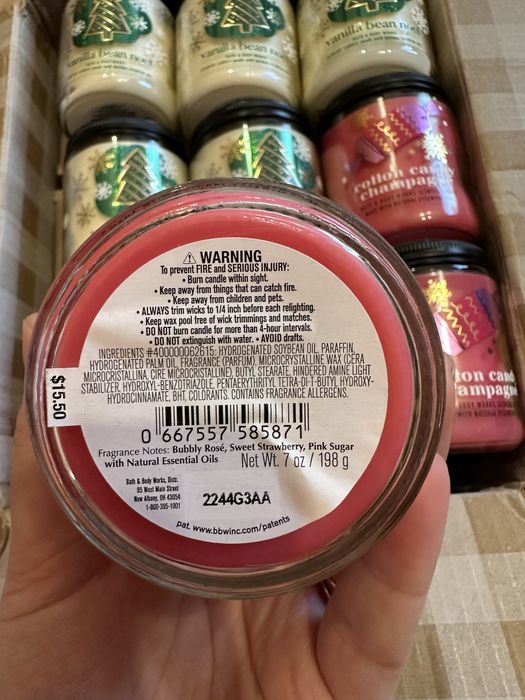 vanilla bean noel
vanilla bean noel
cotton candy
champagne
ton can
ampagne
⚠ WARNING
To prevent FIRE and SERIOUS INJURY:
• Burn candle within sight.
• Keep away from things that can catch fire.
• Keep away from children and pets.
• ALWAYS trim wicks to 1/4 inch before each relighting.
• Keep wax pool free of wick trimmings and matches.
• DO NOT burn candle for more than 4-hour intervals.
• DO NOT extinguish with water. • AVOID drafts.
INGREDIENTS #400000062615: HYDROGENATED SOYBEAN OIL, PARAFFIN,
HYDROGENATED PALM OIL, FRAGRANCE (PARFUM), MICROCRYSTALLINE WAX (CERA
MICROCRISTALLINA, CIRE MICROCRISTALLINE), BUTYL STEARATE, HINDERED AMINE LIGHT
STABILIZER, HYDROXYL-BENZOTRIAZOLE, PENTAERYTHRITYL TETRA-DI-T-BUTYL HYDROXY-
HYDROCINNAMATE, BHT, COLORANTS. CONTAINS FRAGRANCE ALLERGENS.
$15.50
0 667557 585871
Fragrance Notes: Bubbly Rosé, Sweet Strawberry, Pink Sugar
with Natural Essential Oils
Net Wt. 7 oz / 198 g
Bath & Body Works, Distr.
95 West Main Street
New Albany, OH 43054
1-800-395-1001
2244G3AA
pat. www.bbwinc.com/patents